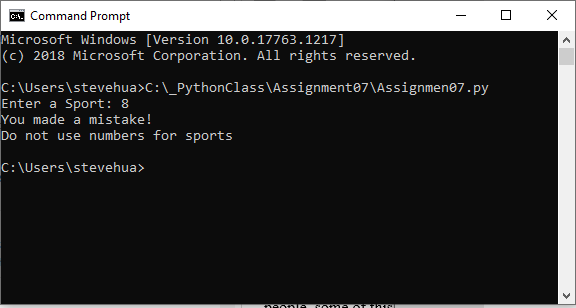 Command Prompt
Microsoft Windows [Version 10.0.17763.1217]
(c) 2018 Microsoft Corporation. All rights reserved.
C:\Users\stevehua>C:\_PythonClass\Assignment07\Assignmen07.py
Enter a Sport: 8
You made a mistake!
Do not use numbers for sports
C:\Users\stevehua>
people, some of this